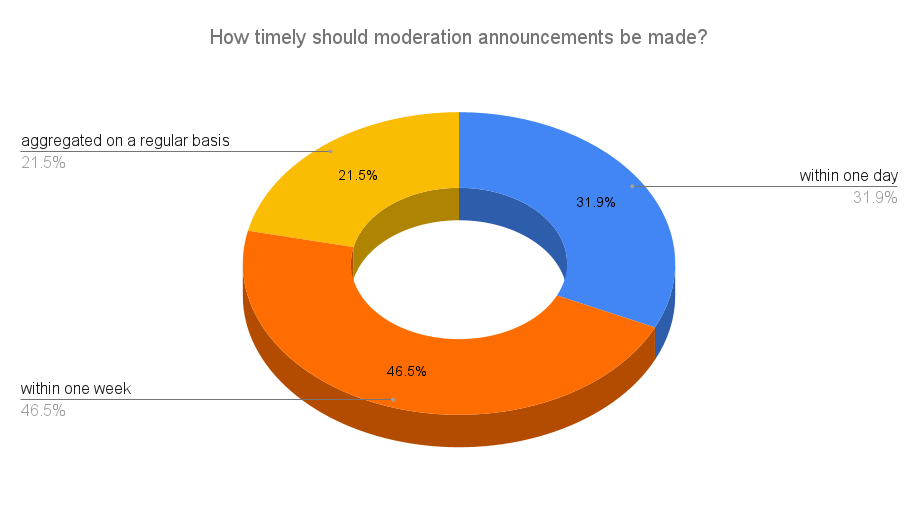 How timely should moderation announcements be made?
aggregated on a regular basis
21.5%
21.5%
within one day
31.9%
31.9%
46.5%
within one week
46.5%